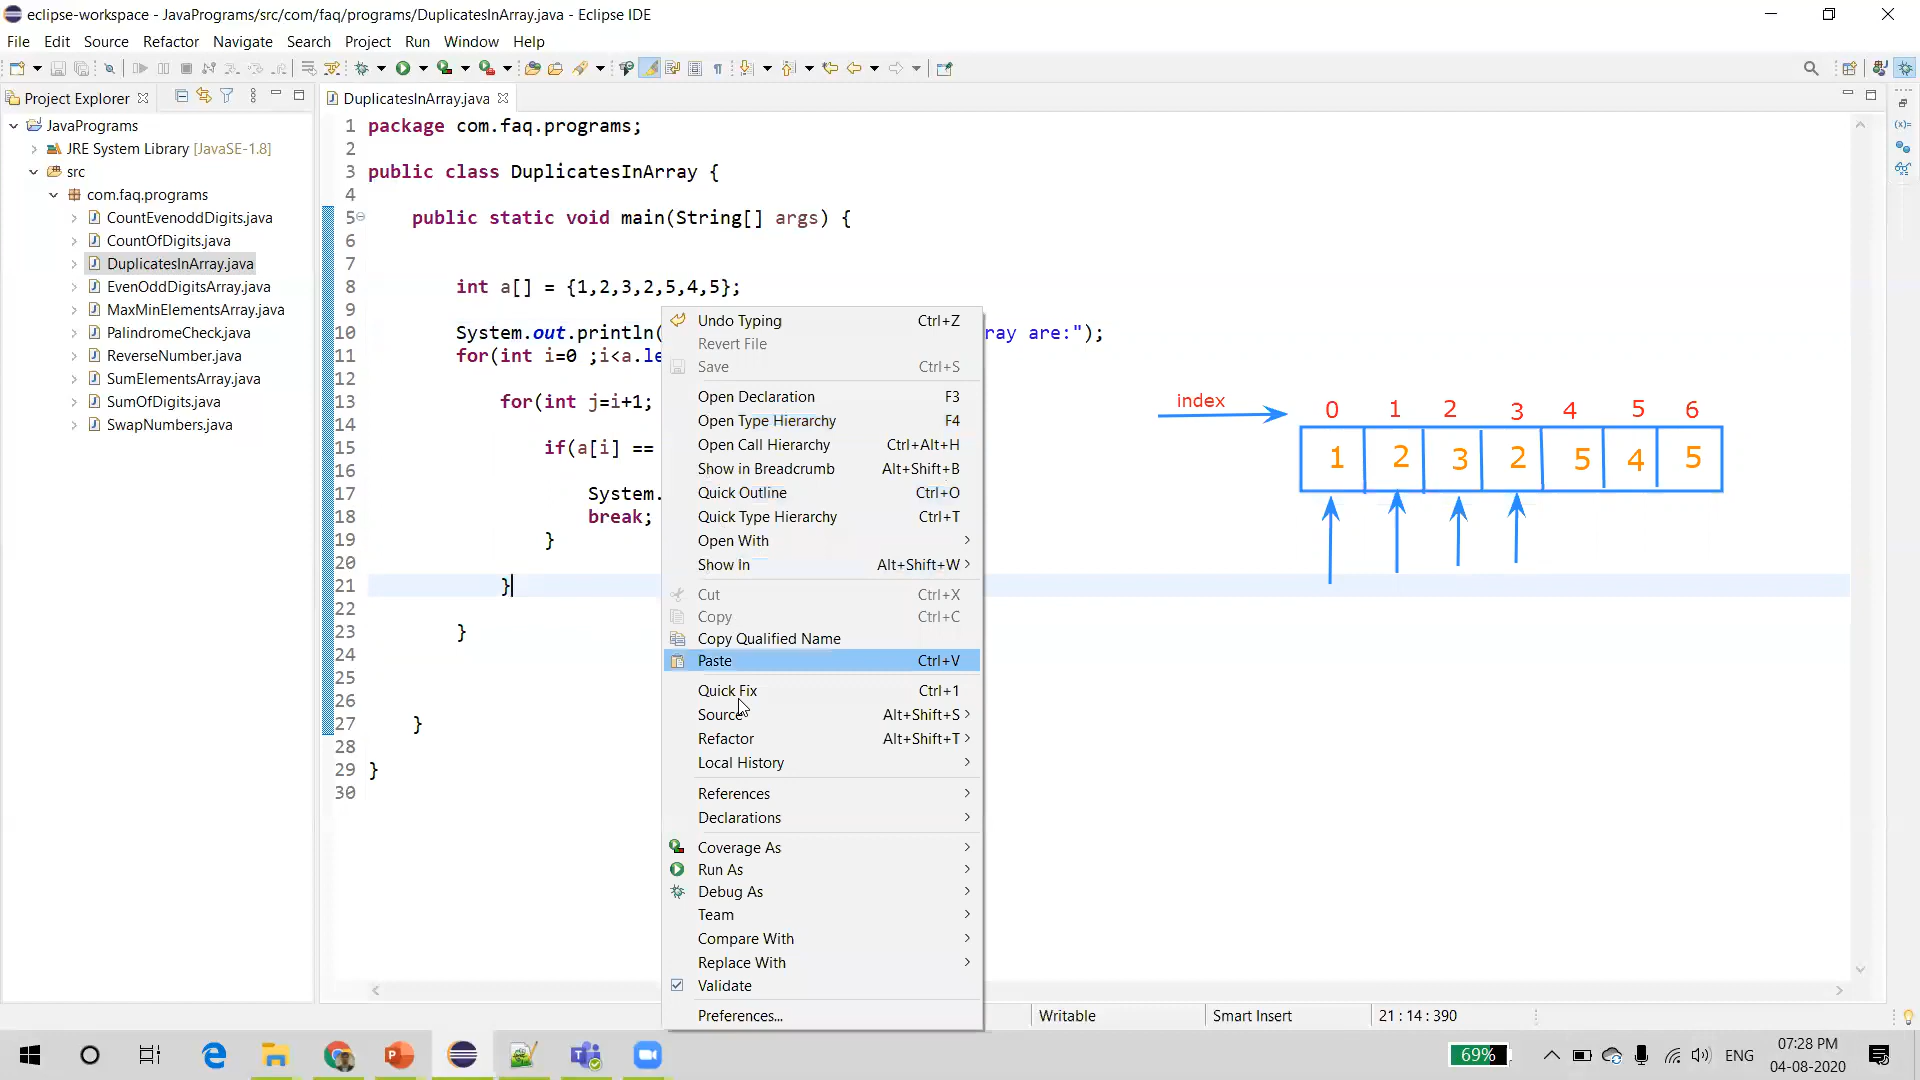 eclipse-workspace - JavaPrograms/src/com/faq/programs/DuplicatesInArray.java - Eclipse IDE
File Edit Source Refactor Navigate Search Project Run Window Help
Project Explorer
JavaPrograms
JRE System Library [JavaSE-1.8]
src
com.faq.programs
CountEvenoddDigits.java
CountOfDigits.java
DuplicatesInArray.java
EvenOddDigitsArray.java
MaxMinElementsArray.java
PalindromeCheck.java
ReverseNumber.java
SumElementsArray.java
SumOfDigits.java
SwapNumbers.java
DuplicatesInArray.java
1 package com.faq.programs;
2
3 public class DuplicatesInArray {
4
5 public static void main(String[] args) {
6
7
8 int a[] = {1,2,3,2,5,4,5};
9
10 System.out.println( ray are:");
11 for(int i=0 ;i<a.le
12
13 for(int j=i+1;
14
15 if(a[i] ==
16
17 System.
18 break;
19 }
20
21 }
22
23 }
24
25
26
27 }
28
29 }
30
Undo Typing Ctrl+Z
Revert File
Save Ctrl+S
Open Declaration F3
Open Type Hierarchy F4
Open Call Hierarchy Ctrl+Alt+H
Show in Breadcrumb Alt+Shift+B
Quick Outline Ctrl+O
Quick Type Hierarchy Ctrl+T
Open With
Show In Alt+Shift+W
Cut Ctrl+X
Copy Ctrl+C
Copy Qualified Name
Paste Ctrl+V
Quick Fix Ctrl+1
Source Alt+Shift+S
Refactor Alt+Shift+T
Local History
References
Declarations
Coverage As
Run As
Debug As
Team
Compare With
Replace With
Validate
Preferences...
index 0 1 2 3 4 5 6
1 2 3 2 5 4 5
Writable Smart Insert 21 : 14 : 390
69% ENG 07:28 PM
04-08-2020